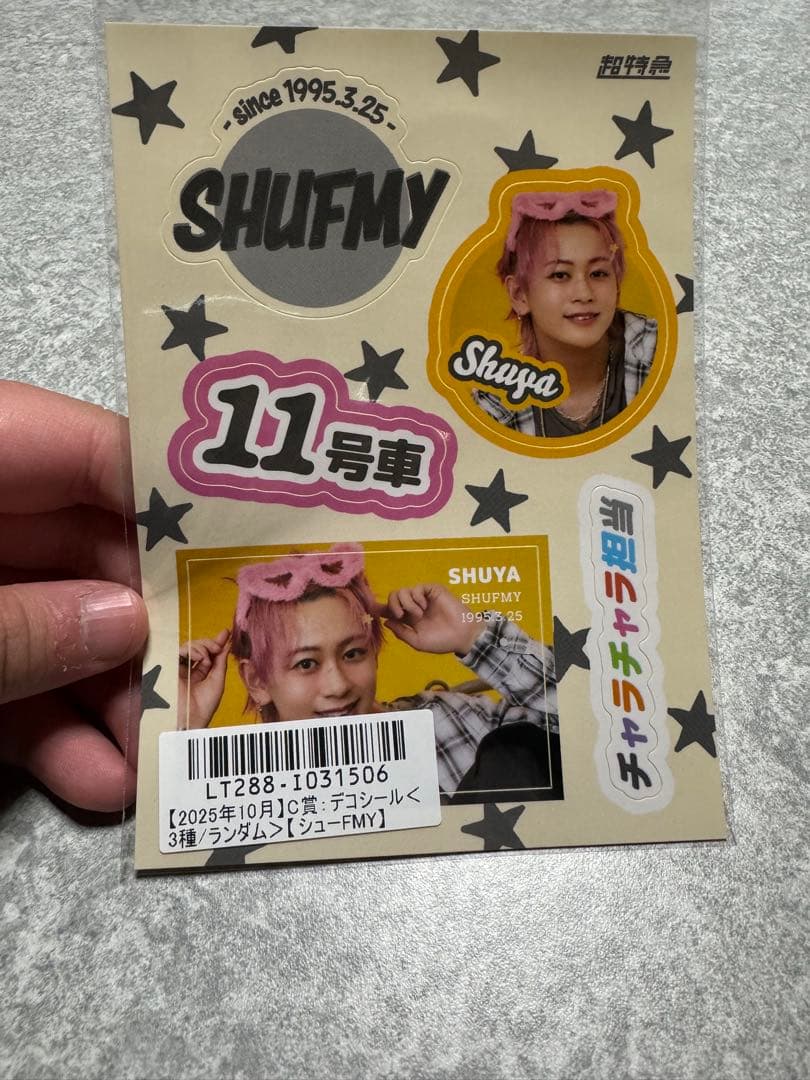 - since 1995.3.25 -
超特急
SHUFMY
Shuya
11号車
チャラチャラ担当
SHUYA
SHUFMY
1995.3.25
LT288-I031506
【2025年10月】C賞:デコシール<
3種/ランダム>【シューFMY】